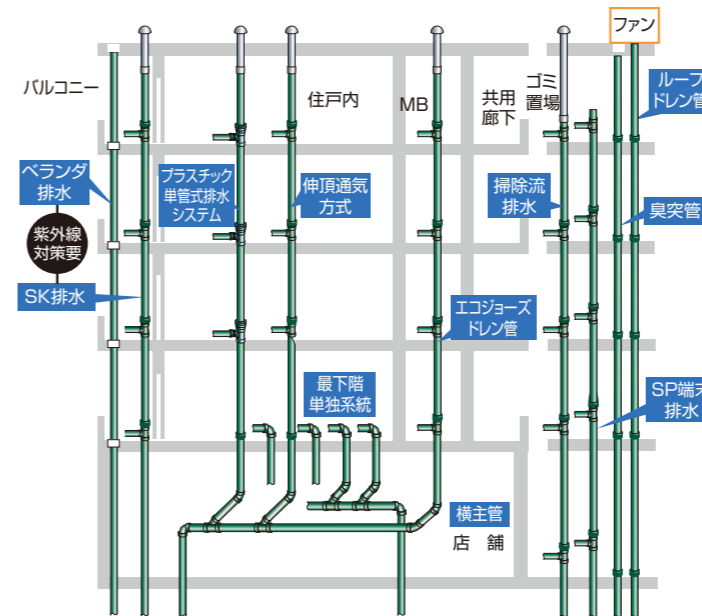 ファン
バルコニー
住戸内
MB
共用
廊下
ゴミ
置場
ルーフ
ドレン管
ベランダ
排水
プラスチック
単管式排水
システム
伸頂通気
方式
掃除流
排水
臭突管
紫外線
対策要
SK排水
エコジョーズ
ドレン管
最下階
単独系統
SP端末
排水
横主管
店 舗